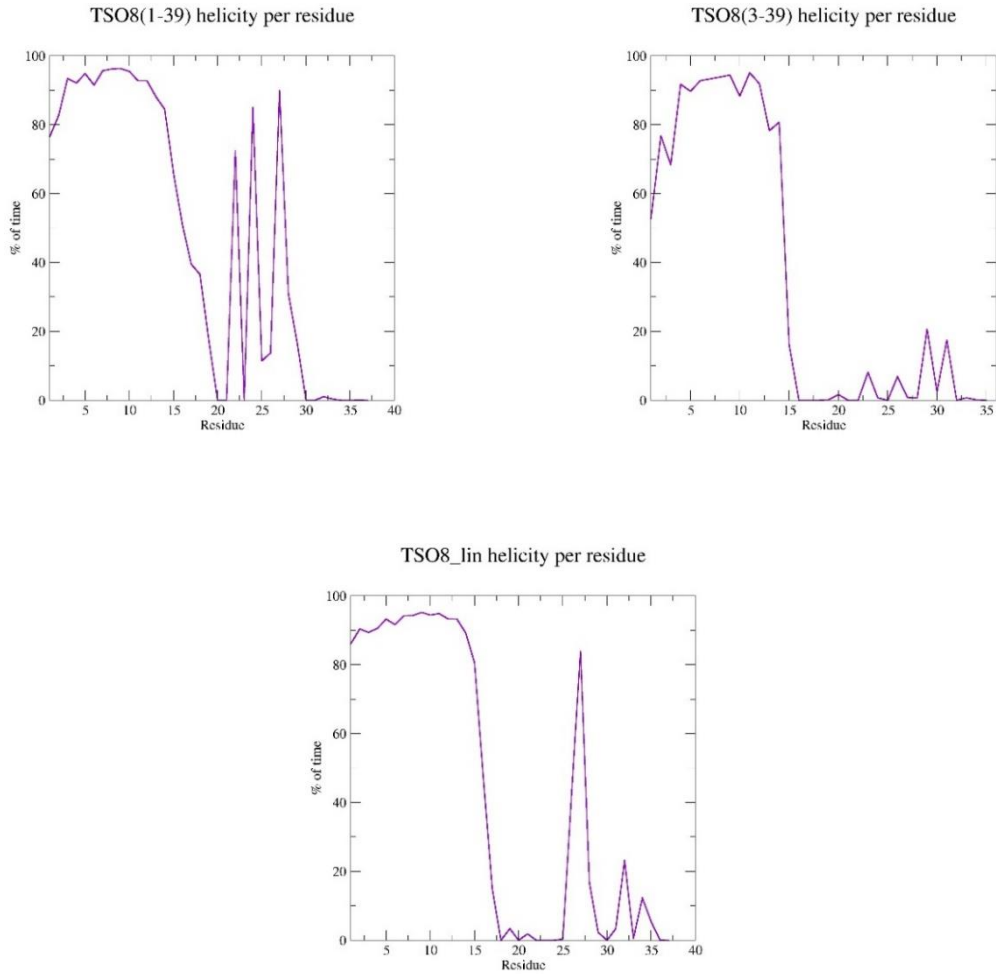 TSO8(1-39) helicity per residue
100
80
60
40
20
0
% of time
5 10 15 20 25 30 35 40
Residue
TSO8(3-39) helicity per residue
100
80
60
40
20
0
% of time
5 10 15 20 25 30 35
Residue
TSO8_lin helicity per residue
100
80
60
40
20
0
% of time
5 10 15 20 25 30 35 40
Residue